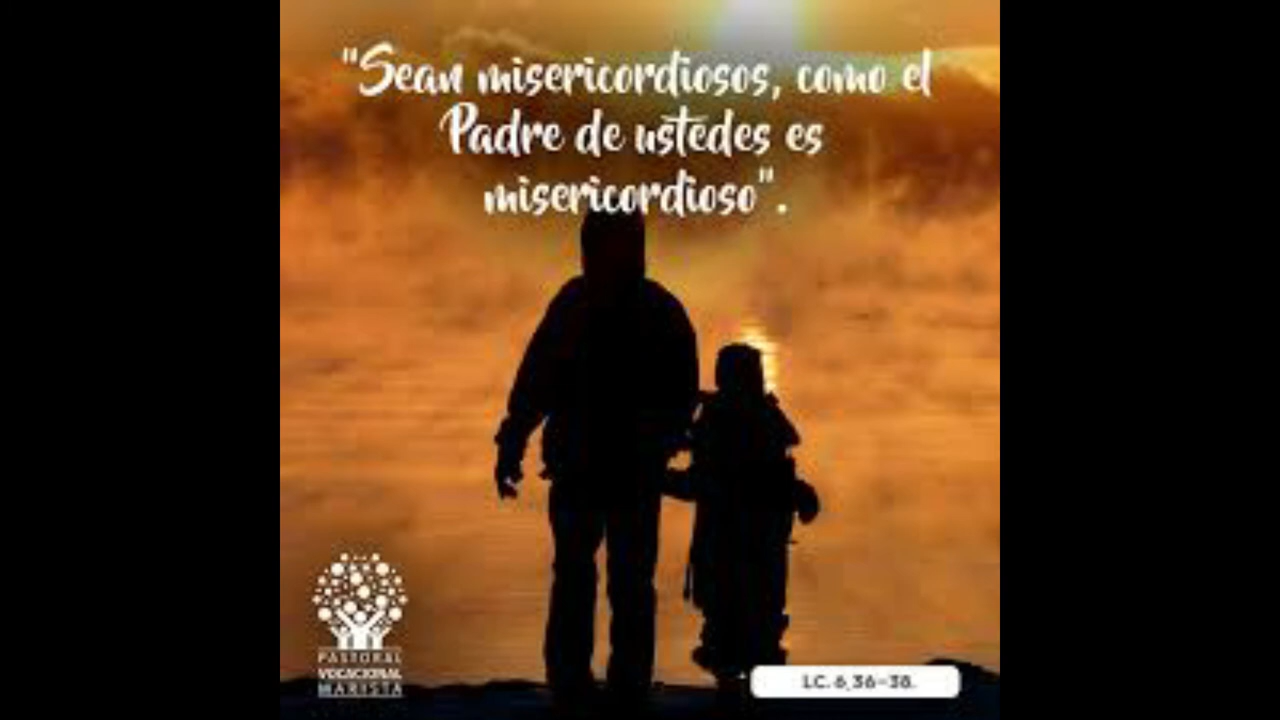 "Sean misericordiosos, como el
Padre de ustedes es
misericordioso".
PASTORAL
VOCACIONAL
MARISTA
LC. 6,36-38.